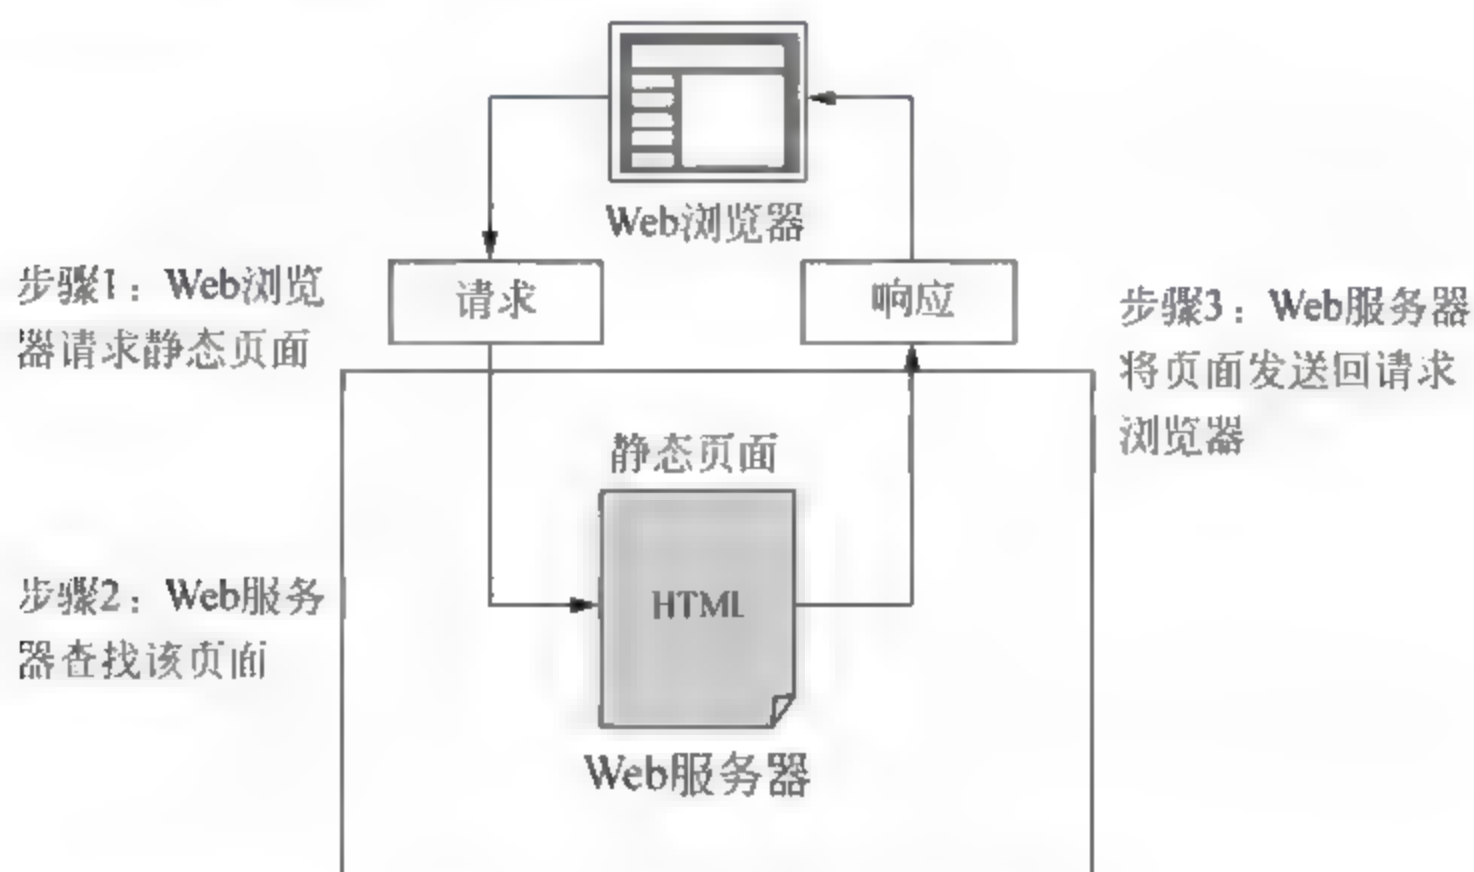 Web浏览器
步骤1：Web浏览
器请求静态页面
请求
响应
步骤3：Web服务器
将页面发送回请求
浏览器
静态页面
HTML
步骤2：Web服务
器查找该页面
Web服务器